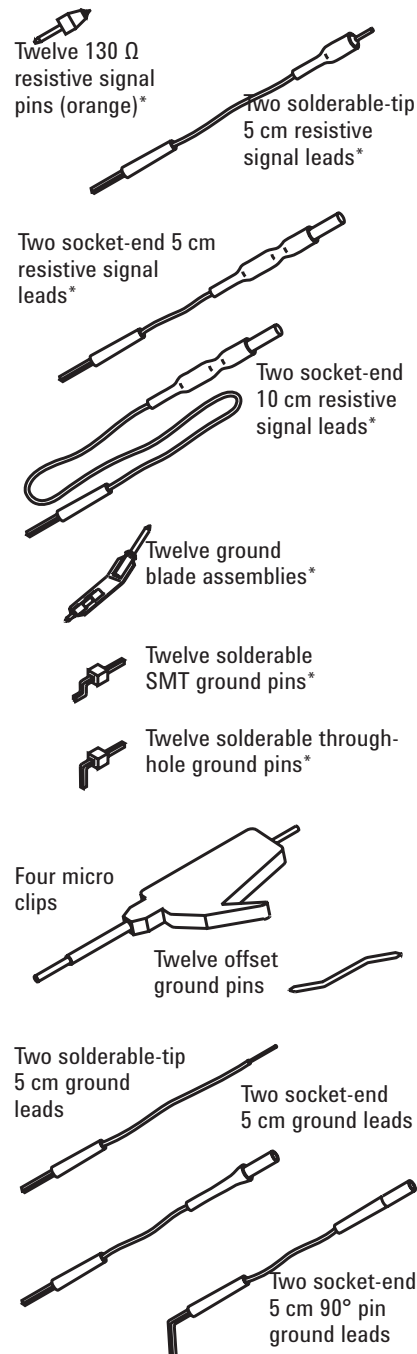 Twelve 130 Ω
resistive signal
pins (orange)*
Two solderable-tip
5 cm resistive
signal leads*
Two socket-end 5 cm
resistive signal
leads*
Two socket-end
10 cm resistive
signal leads*
Twelve ground
blade assemblies*
Twelve solderable
SMT ground pins*
Twelve solderable through-
hole ground pins*
Four micro
clips
Twelve offset
ground pins
Two solderable-tip
5 cm ground
leads
Two socket-end
5 cm ground leads
Two socket-end
5 cm 90° pin
ground leads